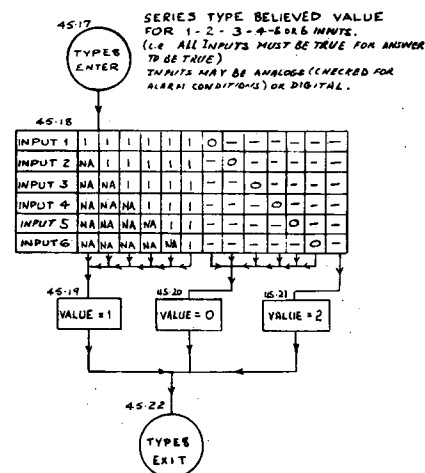 45.17
TYPE8
ENTER
SERIES TYPE BELIEVED VALUE
FOR 1-2-3-4-5 OR 6 INPUTS.
(i.e ALL INPUTS MUST BE TRUE FOR ANSWER
TO BE TRUE)
INPUTS MAY BE ANALOGS (CHECKED FOR
ALARM CONDITIONS) OR DIGITAL.
45.18
INPUT 1 1 1 1 1 1 1 0 - - - - - -
INPUT 2 NA 1 1 1 1 1 - 0 - - - - -
INPUT 3 NA NA 1 1 1 1 - - 0 - - - -
INPUT 4 NA NA NA 1 1 1 - - - 0 - - -
INPUT 5 NA NA NA NA 1 1 - - - - 0 - -
INPUT 6 NA NA NA NA NA 1 - - - - - 0 -
45.19 45.20 45.21
VALUE = 1 VALUE = 0 VALUE = 2
45.22
TYPE8
EXIT